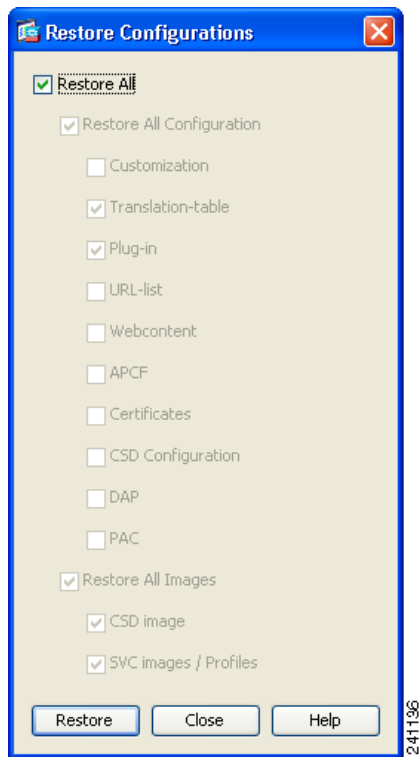 Restore Configurations
Restore All
Restore All Configuration
Customization
Translation-table
Plug-in
URL-list
Webcontent
APCF
Certificates
CSD Configuration
DAP
PAC
Restore All Images
CSD image
SVC images / Profiles
Restore
Close
Help
241136